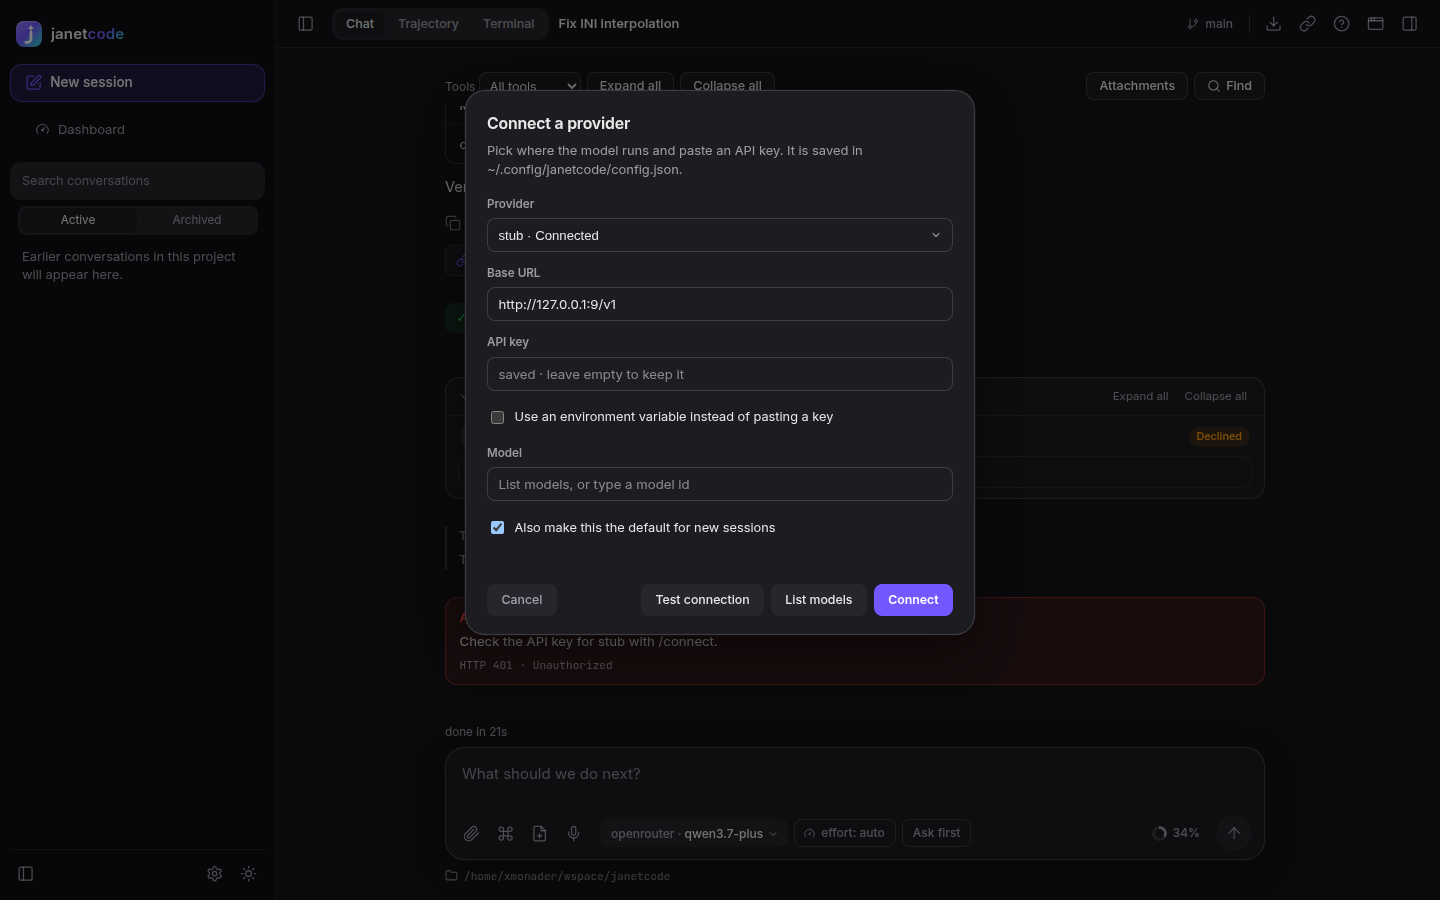 janetcode
New session
Dashboard
Search conversations
Active
Archived
Earlier conversations in this project
will appear here.
Chat
Trajectory
Terminal
Fix INI interpolation
main
Tools
All tools
Expand all
Collapse all
Attachments
Find
Connect a provider
Pick where the model runs and paste an API key. It is saved in
~/.config/janetcode/config.json.
Provider
stub · Connected
Base URL
http://127.0.0.1:9/v1
API key
saved · leave empty to keep it
Use an environment variable instead of pasting a key
Model
List models, or type a model id
Also make this the default for new sessions
Cancel
Test connection
List models
Connect
Expand all
Collapse all
Declined
Check the API key for stub with /connect.
HTTP 401 · Unauthorized
done in 21s
What should we do next?
openrouter · qwen3.7-plus
effort: auto
Ask first
34%
/home/xmonader/wspace/janetcode